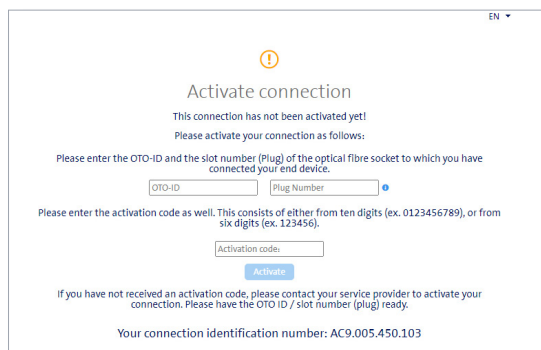 EN
Activate connection
This connection has not been activated yet!
Please activate your connection as follows:
Please enter the OTO-ID and the slot number (Plug) of the optical fibre socket to which you have
connected your end device.
OTO-ID Plug Number
Please enter the activation code as well. This consists of either from ten digits (ex. 0123456789), or from
six digits (ex. 123456).
Activation code:
Activate
If you have not received an activation code, please contact your service provider to activate your
connection. Please have the OTO ID / slot number (plug) ready.
Your connection identification number: AC9.005.450.103